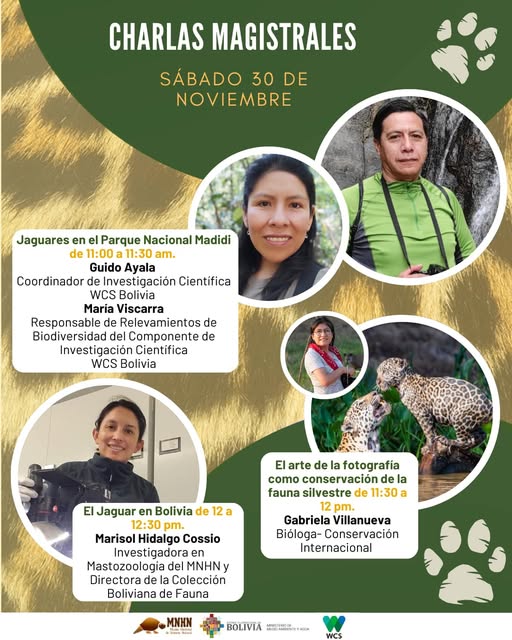 CHARLAS MAGISTRALES
SÁBADO 30 DE
NOVIEMBRE
Jaguares en el Parque Nacional Madidi
de 11:00 a 11:30 am.
Guido Ayala
Coordinador de Investigación Científica
WCS Bolivia
María Viscarra
Responsable de Relevamientos de
Biodiversidad del Componente de
Investigación Científica
WCS Bolivia
El arte de la fotografía
como conservación de la
fauna silvestre de 11:30 a
12 pm.
Gabriela Villanueva
Bióloga- Conservación
Internacional
El Jaguar en Bolivia de 12 a
12:30 pm.
Marisol Hidalgo Cossio
Investigadora en
Mastozoología del MNHN y
Directora de la Colección
Boliviana de Fauna
MNHN
BOLIVIA
WCS